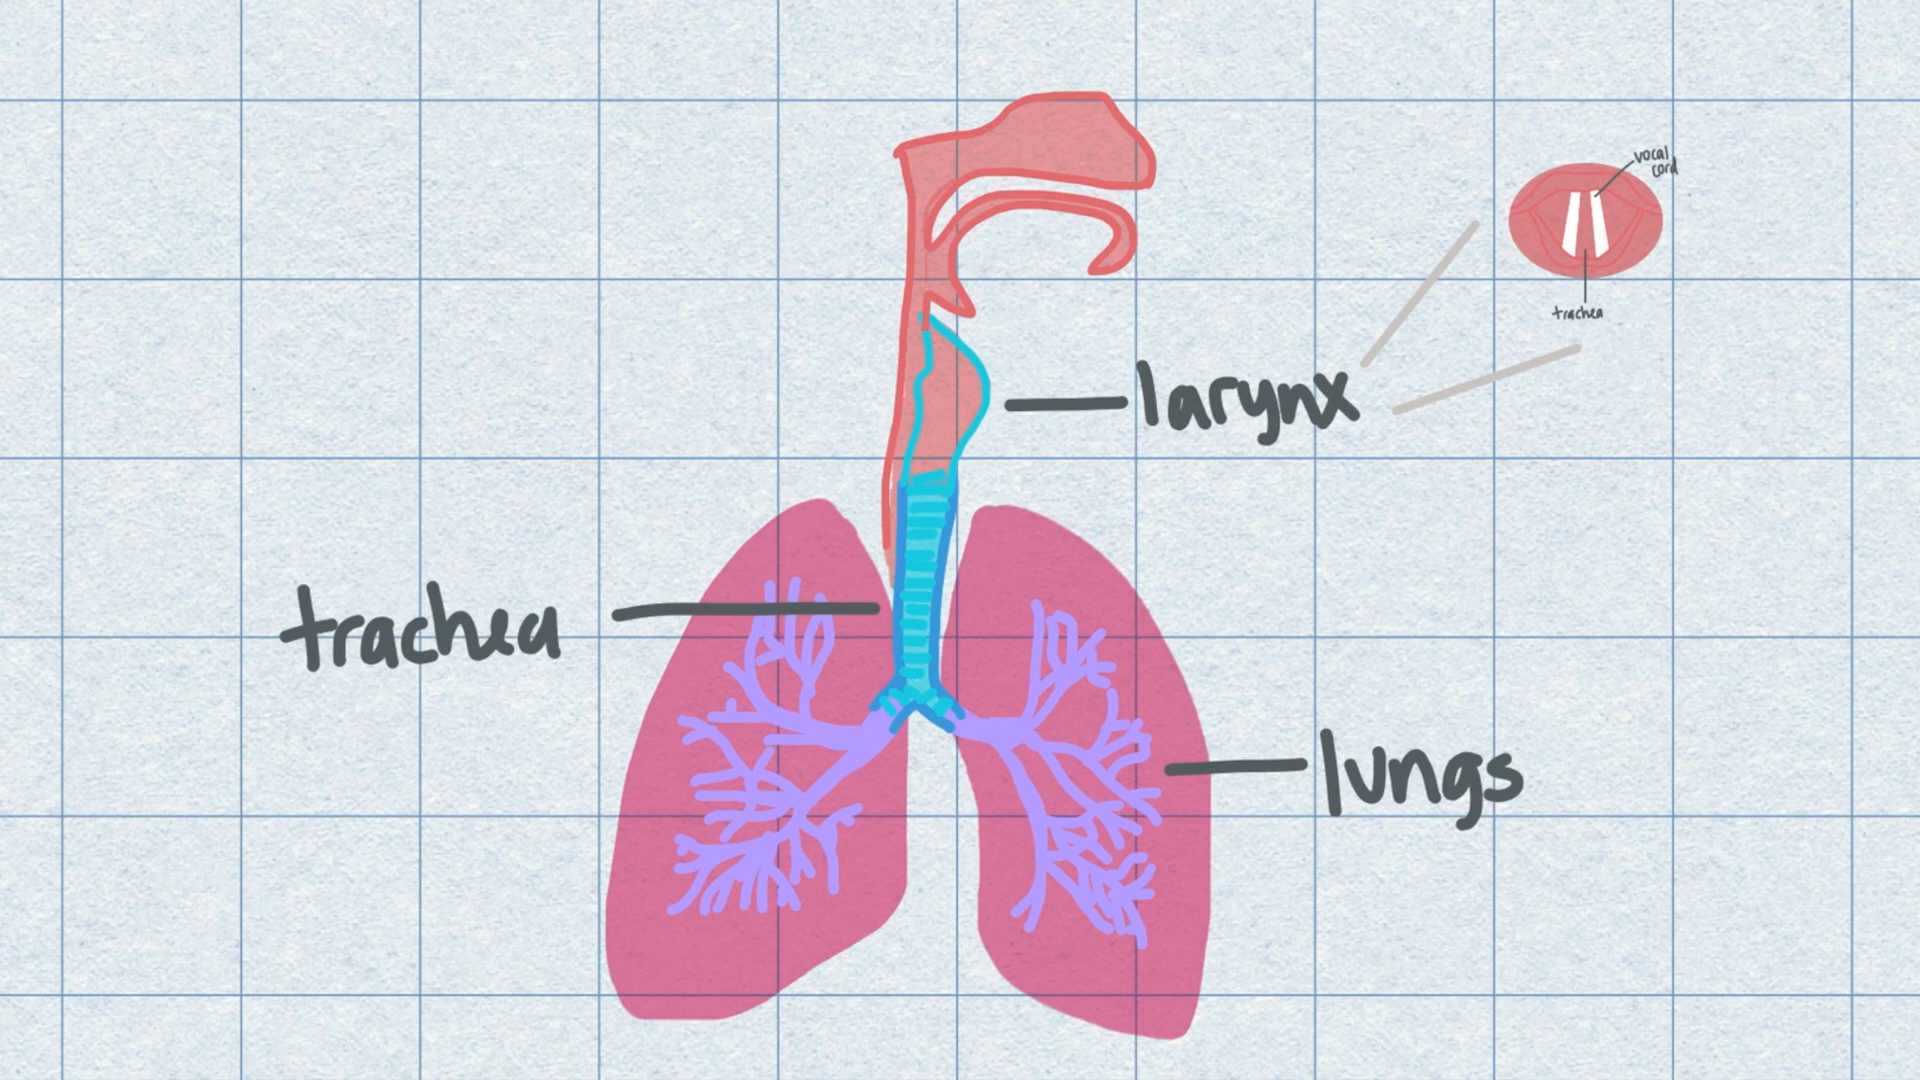 vocal
cord
trachea
larynx
trachea
lungs